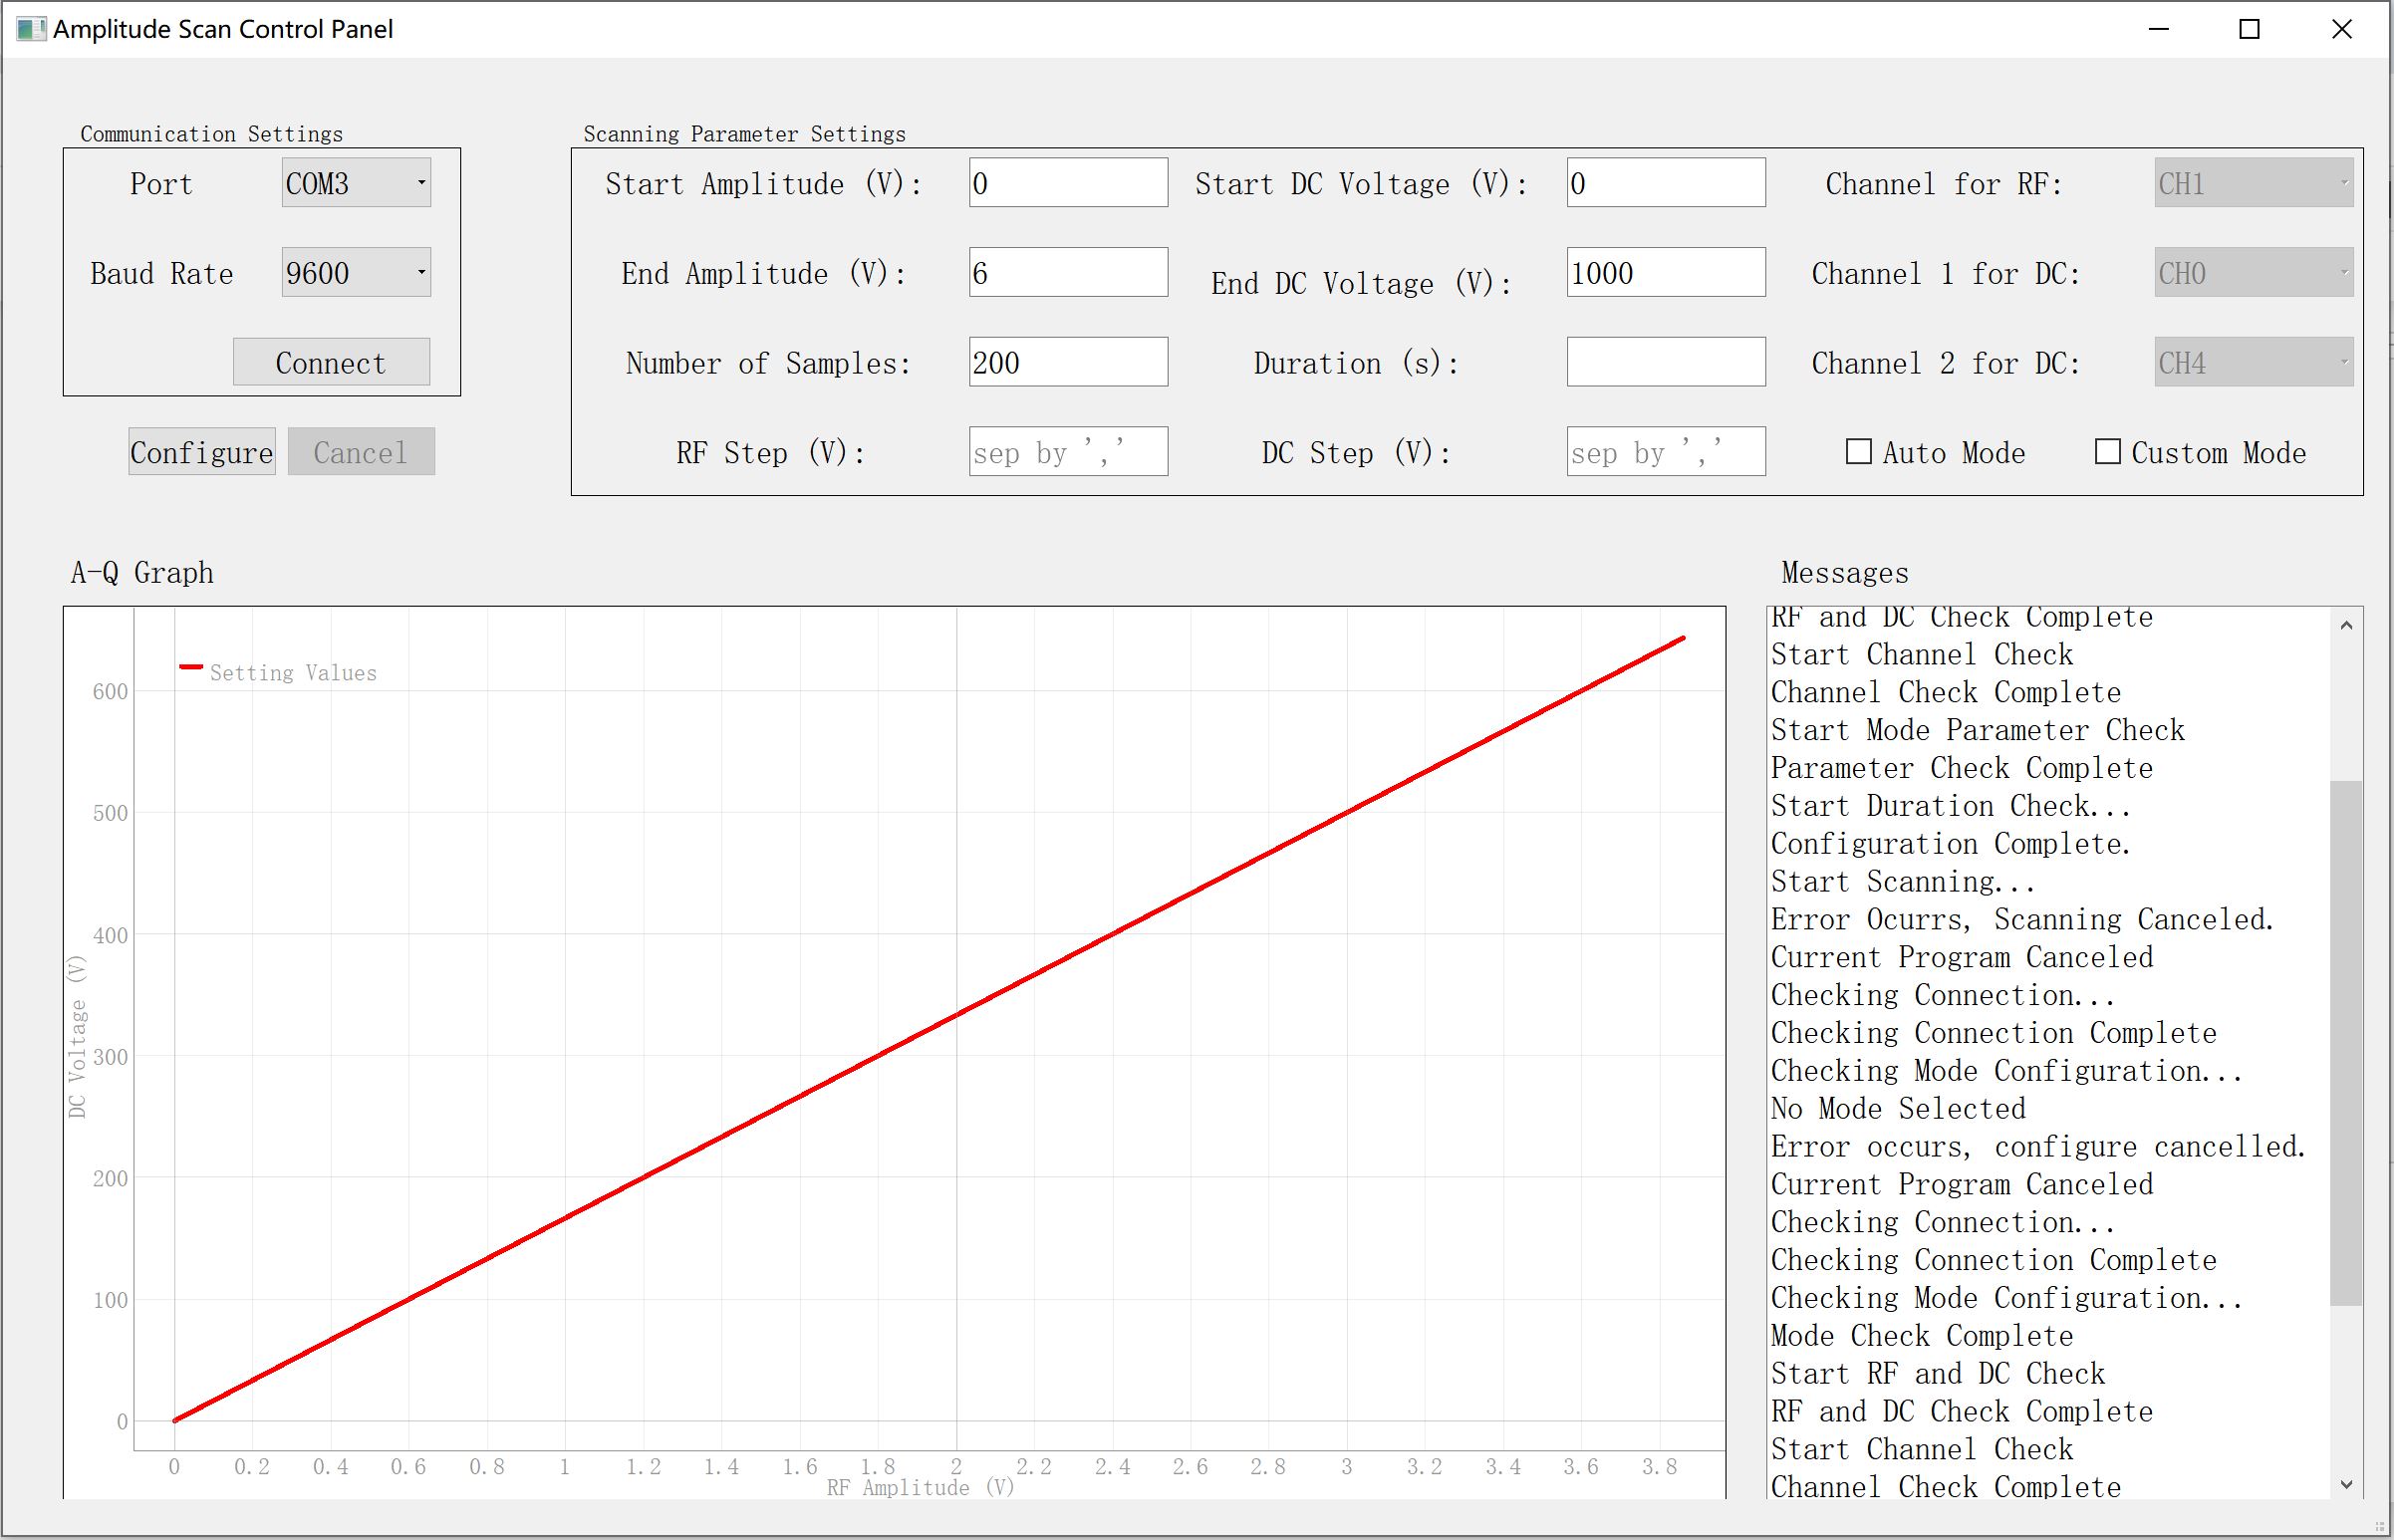 Amplitude Scan Control Panel
Communication Settings
Port COM3
Baud Rate 9600
Connect
Configure Cancel
Scanning Parameter Settings
Start Amplitude (V): 0 Start DC Voltage (V): 0 Channel for RF: CH1
End Amplitude (V): 6 End DC Voltage (V): 1000 Channel 1 for DC: CH0
Number of Samples: 200 Duration (s): Channel 2 for DC: CH4
RF Step (V): sep by ',' DC Step (V): sep by ',' Auto Mode Custom Mode
A-Q Graph
Setting Values
600
500
400
300
200
100
0
DC Voltage (V)
0 0.2 0.4 0.6 0.8 1 1.2 1.4 1.6 1.8 2 2.2 2.4 2.6 2.8 3 3.2 3.4 3.6 3.8
RF Amplitude (V)
Messages
RF and DC Check Complete
Start Channel Check
Channel Check Complete
Start Mode Parameter Check
Parameter Check Complete
Start Duration Check...
Configuration Complete.
Start Scanning...
Error Ocurrs, Scanning Canceled.
Current Program Canceled
Checking Connection...
Checking Connection Complete
Checking Mode Configuration...
No Mode Selected
Error occurs, configure cancelled.
Current Program Canceled
Checking Connection...
Checking Connection Complete
Checking Mode Configuration...
Mode Check Complete
Start RF and DC Check
RF and DC Check Complete
Start Channel Check
Channel Check Complete